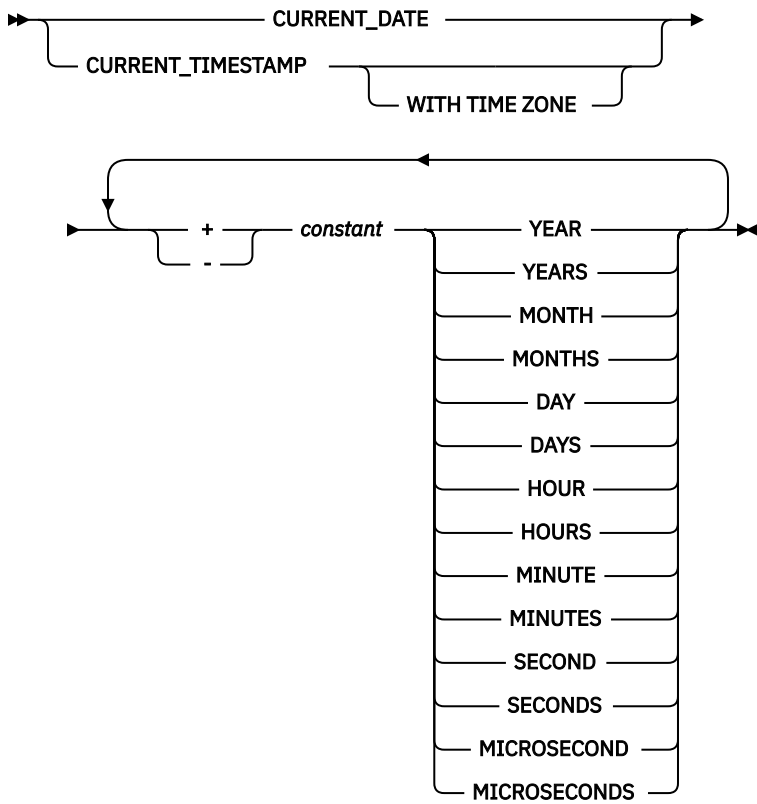 CURRENT_DATE
CURRENT_TIMESTAMP
WITH TIME ZONE
+ constant YEAR
-
YEARS
MONTH
MONTHS
DAY
DAYS
HOUR
HOURS
MINUTE
MINUTES
SECOND
SECONDS
MICROSECOND
MICROSECONDS